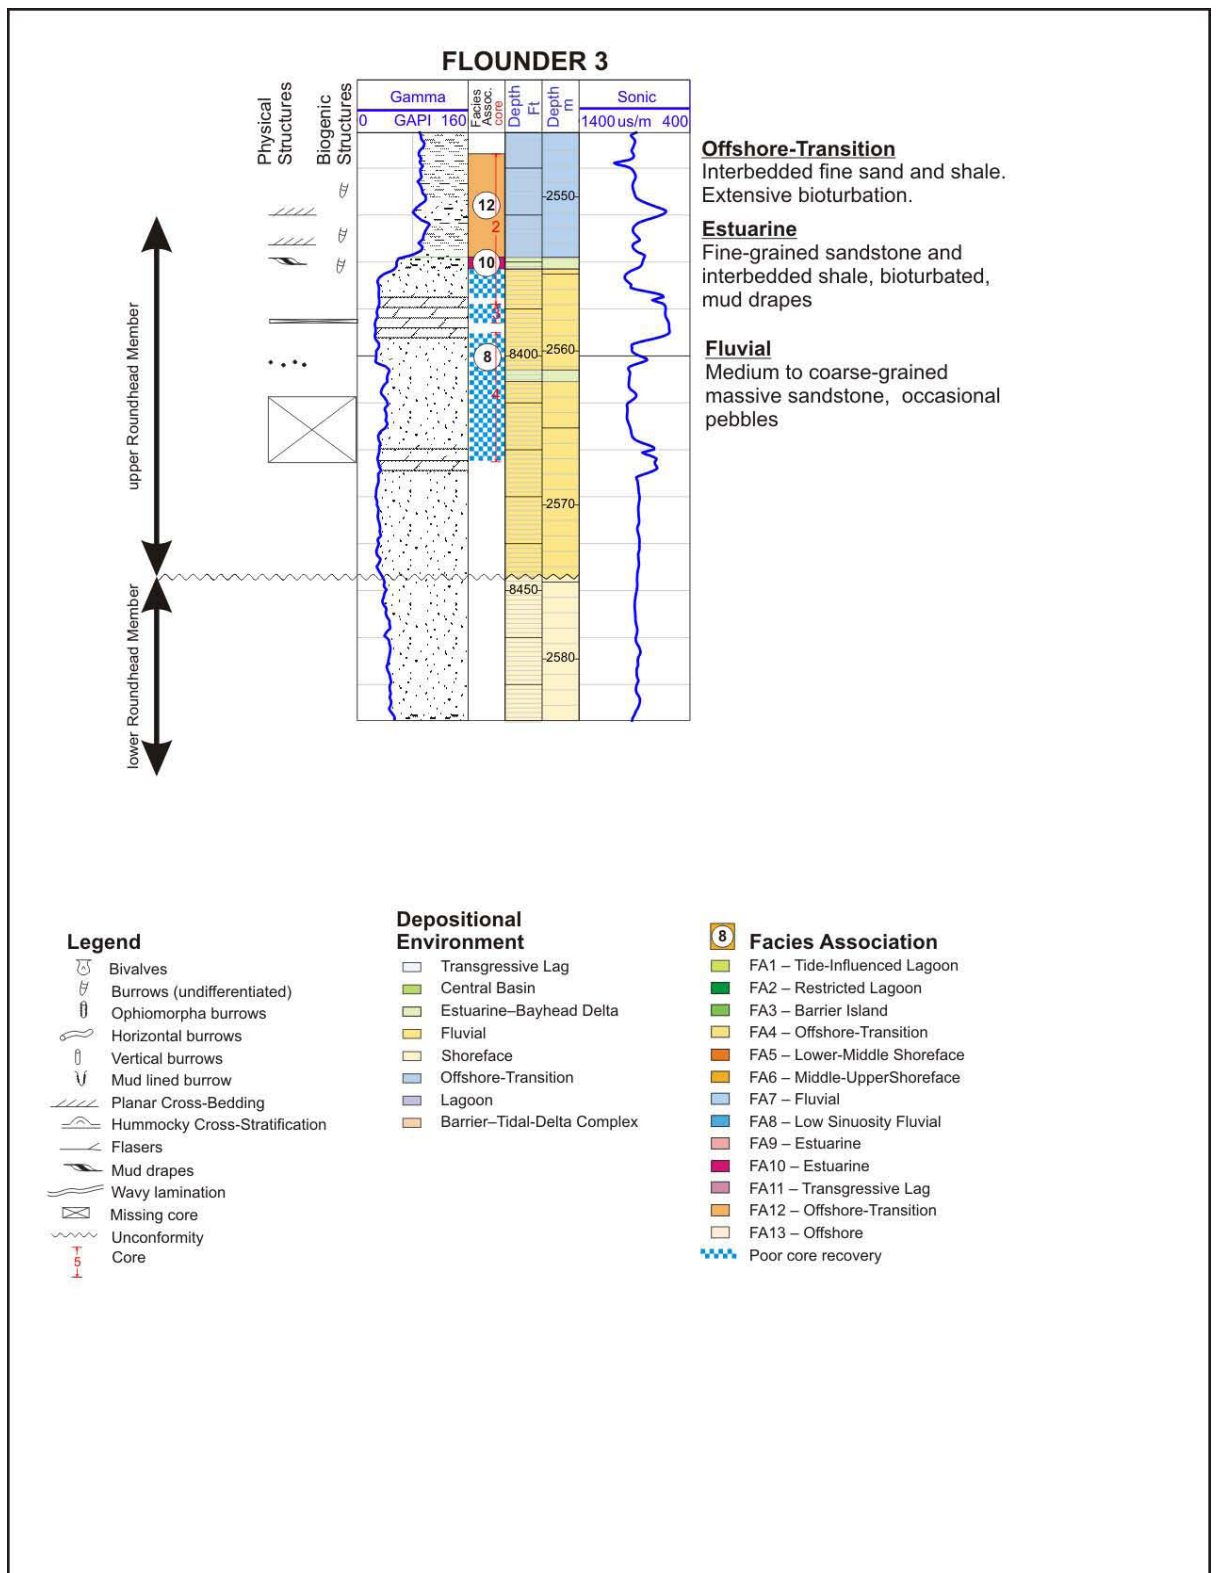 FLOUNDER 3
Physical
Structures
Biogenic
Structures
Gamma
0 GAPI 160
Facies
Assoc.
core
Depth
Ft
Depth
m
Sonic
1400 us/m 400
Offshore-Transition
Interbedded fine sand and shale.
Extensive bioturbation.
Estuarine
Fine-grained sandstone and
interbedded shale, bioturbated,
mud drapes
Fluvial
Medium to coarse-grained
massive sandstone, occasional
pebbles
upper Roundhead Member
lower Roundhead Member
12
2
10
3
8
4
8400
8450
2550
2560
2570
2580
Legend
Bivalves
Burrows (undifferentiated)
Ophiomorpha burrows
Horizontal burrows
Vertical burrows
Mud lined burrow
Planar Cross-Bedding
Hummocky Cross-Stratification
Flasers
Mud drapes
Wavy lamination
Missing core
Unconformity
5 Core
Depositional
Environment
Transgressive Lag
Central Basin
Estuarine–Bayhead Delta
Fluvial
Shoreface
Offshore-Transition
Lagoon
Barrier–Tidal-Delta Complex
8 Facies Association
FA1 – Tide-Influenced Lagoon
FA2 – Restricted Lagoon
FA3 – Barrier Island
FA4 – Offshore-Transition
FA5 – Lower-Middle Shoreface
FA6 – Middle-UpperShoreface
FA7 – Fluvial
FA8 – Low Sinuosity Fluvial
FA9 – Estuarine
FA10 – Estuarine
FA11 – Transgressive Lag
FA12 – Offshore-Transition
FA13 – Offshore
Poor core recovery